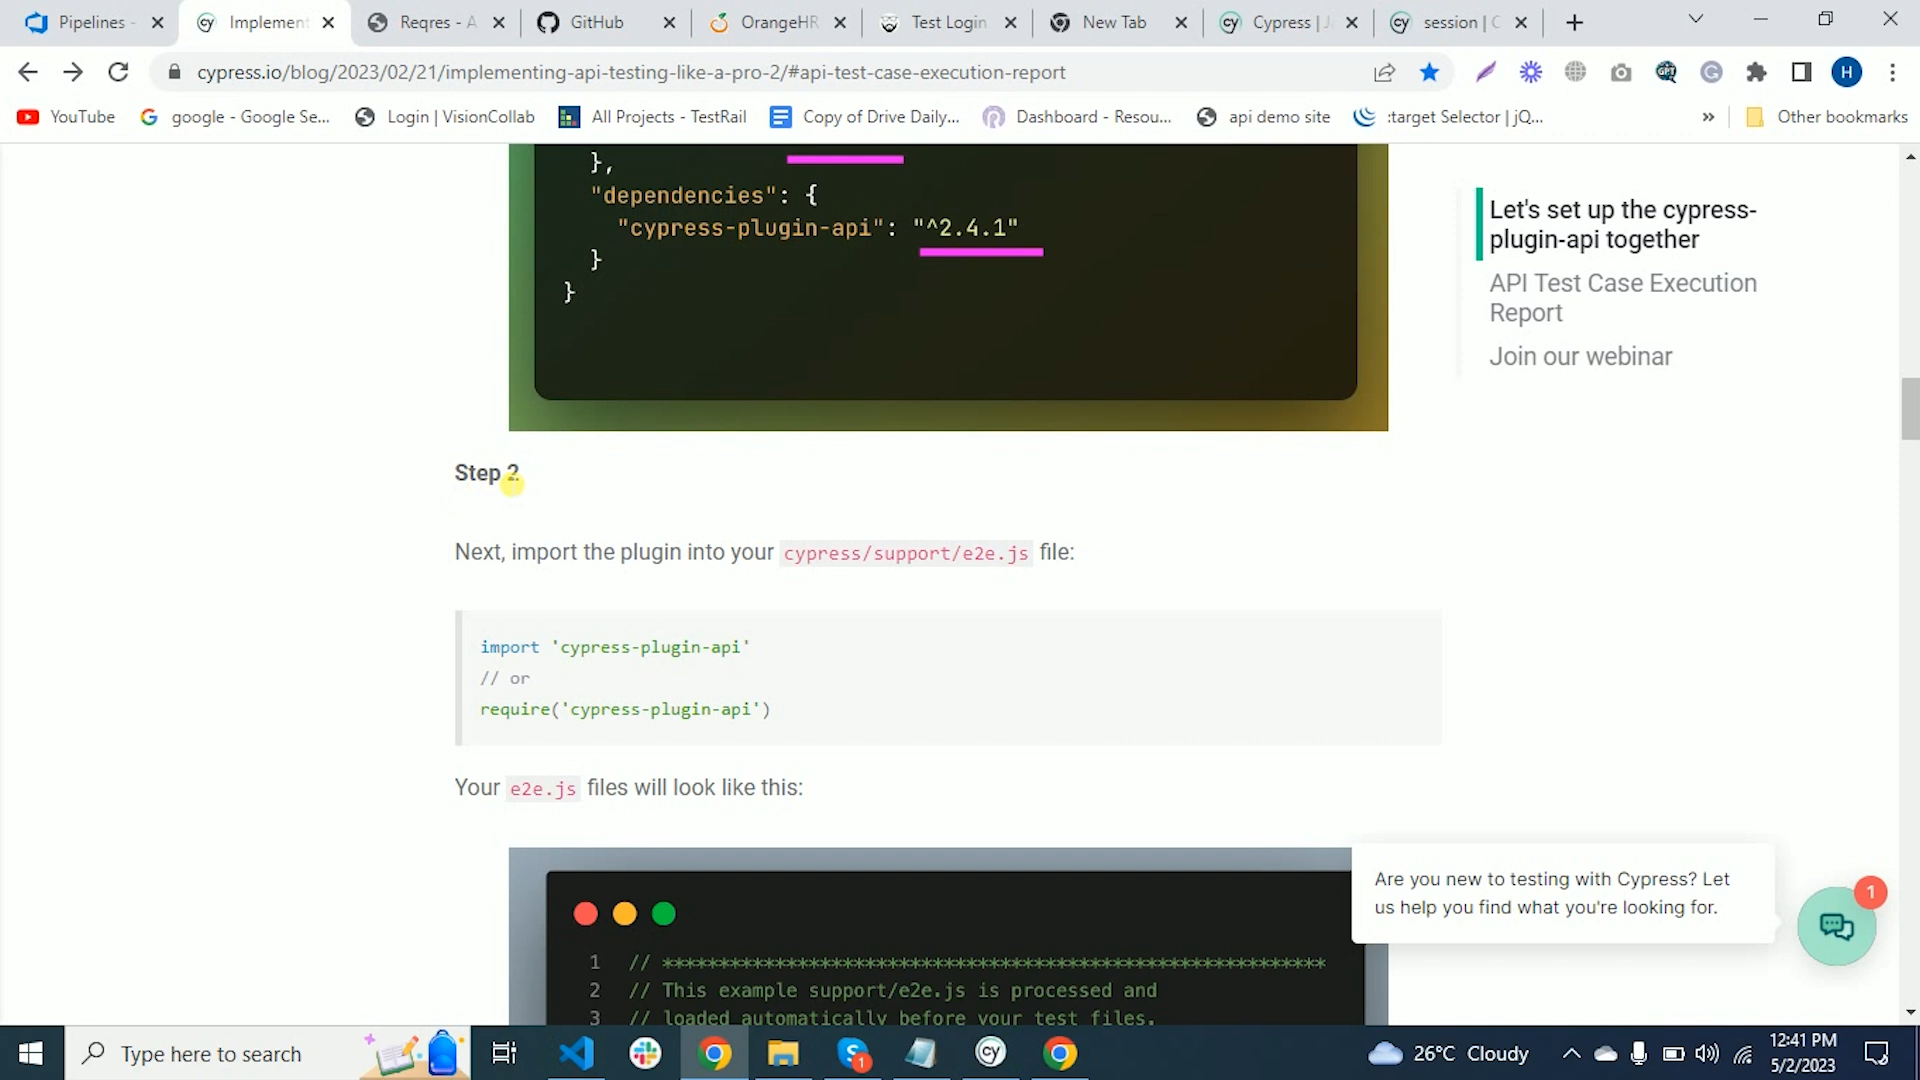 Pipelines -
Implement
Reqres - A
GitHub
OrangeHR
Test Login
New Tab
Cypress | J
session | C
cypress.io/blog/2023/02/21/implementing-api-testing-like-a-pro-2/#api-test-case-execution-report
H
YouTube
google - Google Se...
Login | VisionCollab
All Projects - TestRail
Copy of Drive Daily...
Dashboard - Resou...
api demo site
:target Selector | jQ...
»
Other bookmarks
},
"dependencies": {
"cypress-plugin-api": "^2.4.1"
}
}
Let's set up the cypress-
plugin-api together
API Test Case Execution
Report
Join our webinar
Step 2
Next, import the plugin into your cypress/support/e2e.js file:
import 'cypress-plugin-api'
// or
require('cypress-plugin-api')
Your e2e.js files will look like this:
1 // ***********************************************************
2 // This example support/e2e.js is processed and
3 // loaded automatically before your test files.
Are you new to testing with Cypress? Let
us help you find what you're looking for.
1
Type here to search
1
26°C Cloudy
12:41 PM
5/2/2023